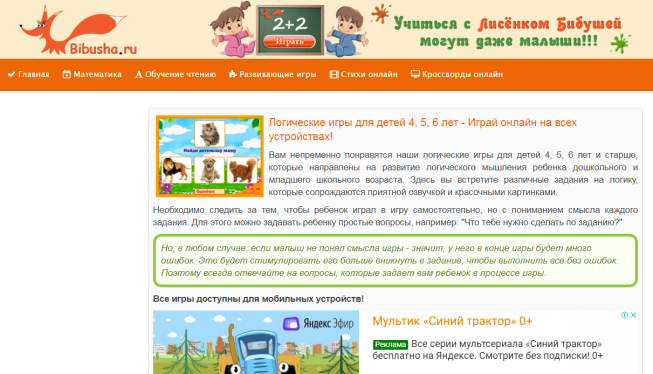 Bibusha.ru
2+2
Играть
Учиться с Лисёнком Бибушей
могут даже малыши!!!
Главная Математика Обучение чтению Развивающие игры Стихи онлайн Кроссворды онлайн
Найди детенышу маму
Ошибки:
Логические игры для детей 4, 5, 6 лет - Играй онлайн на всех
устройствах!
Вам непременно понравятся наши логические игры для детей 4, 5, 6 лет и старше,
которые направлены на развитие логического мышления ребенка дошкольного и
младшего школьного возраста. Здесь вы встретите различные задания на логику,
которые сопровождаются приятной озвучкой и красочными картинками.
Необходимо следить за тем, чтобы ребенок играл в игру самостоятельно, но с пониманием смысла каждого
задания. Для этого можно задавать ребенку простые вопросы, например: "Что тебе нужно сделать по заданию?"
Но, в любом случае, если малыш не понял смысла игры - значит, у него в конце игры будет много
ошибок. Это будет стимулировать его больше вникнуть в задание, чтобы выполнить все без ошибок.
Поэтому всегда отвечайте на вопросы, которые задает вам ребенок в процессе игры.
Все игры доступны для мобильных устройств!
Яндекс Эфир
Мультик «Синий трактор» 0+
Реклама Все серии мультсериала «Синий трактор»
бесплатно на Яндексе. Смотрите без подписки! 0+